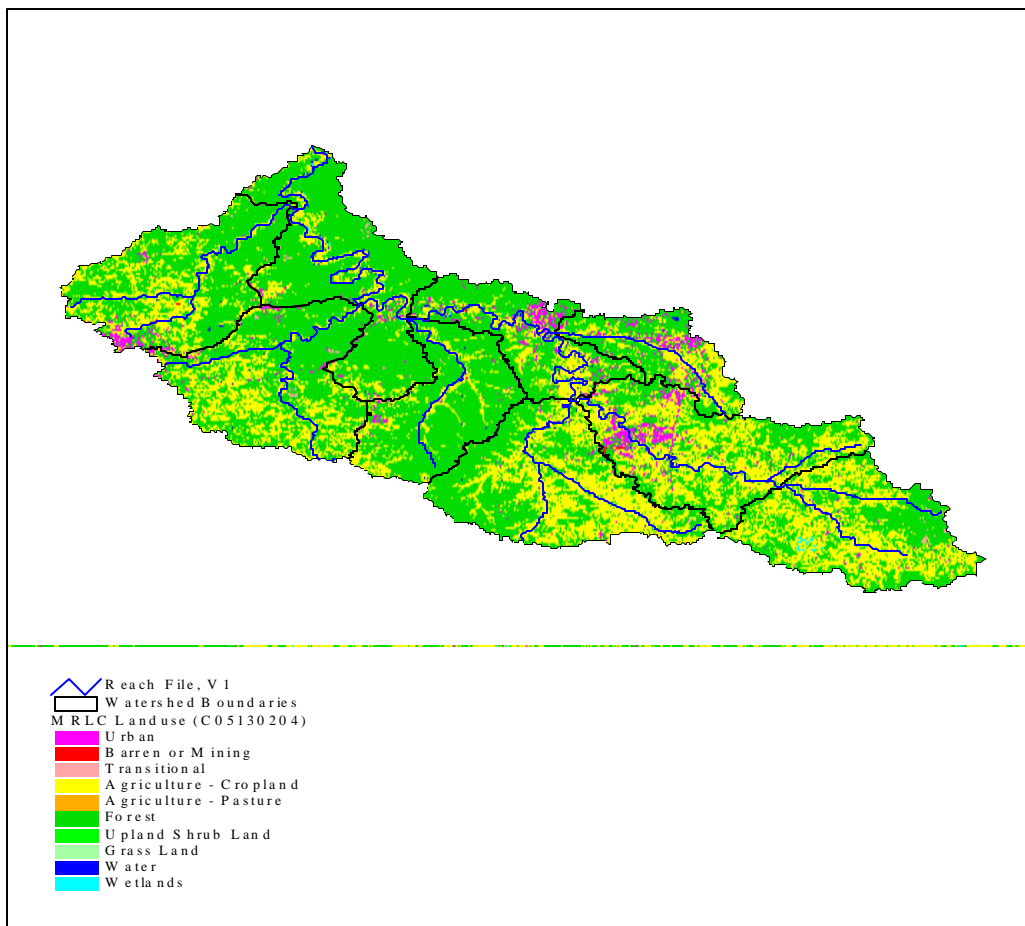 Reach File, V1
Watershed Boundaries
MRLC Landuse (C05130204)
Urban
Barren or Mining
Transitional
Agriculture - Cropland
Agriculture - Pasture
Forest
Upland Shrub Land
Grass Land
Water
Wetlands